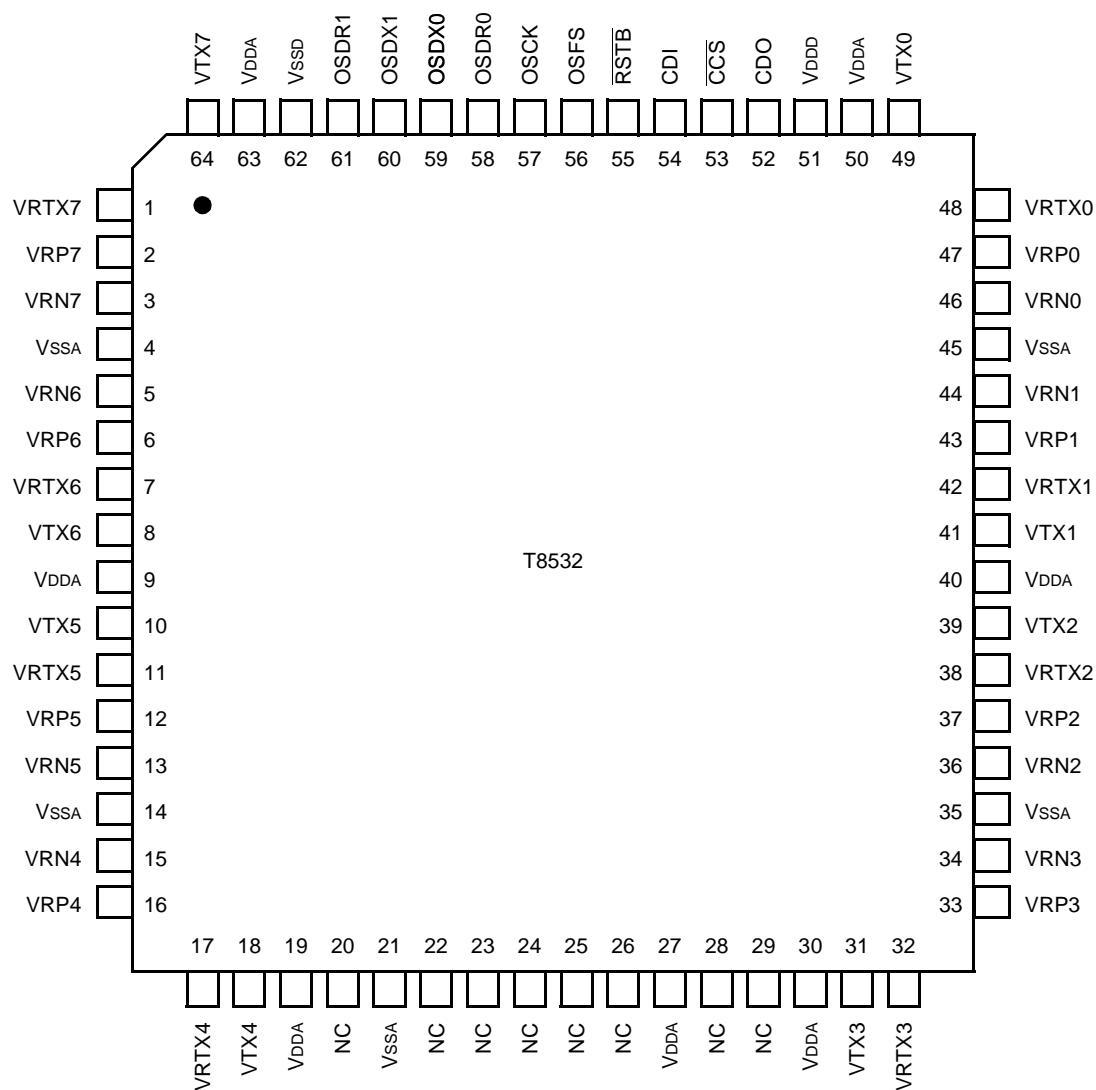 VTX7 VDDA VSSD OSDR1 OSDX1 OSDX0 OSDR0 OSCK OSFS RSTB CDI CCS CDO VDDD VDDA VTX0
64 63 62 61 60 59 58 57 56 55 54 53 52 51 50 49
VRTX7 1 48 VRTX0
VRP7 2 47 VRP0
VRN7 3 46 VRN0
VSSA 4 45 VSSA
VRN6 5 44 VRN1
VRP6 6 43 VRP1
VRTX6 7 42 VRTX1
VTX6 8 41 VTX1
T8532
VDDA 9 40 VDDA
VTX5 10 39 VTX2
VRTX5 11 38 VRTX2
VRP5 12 37 VRP2
VRN5 13 36 VRN2
VSSA 14 35 VSSA
VRN4 15 34 VRN3
VRP4 16 33 VRP3
17 18 19 20 21 22 23 24 25 26 27 28 29 30 31 32
VRTX4 VTX4 VDDA NC VSSA NC NC NC NC NC VDDA NC NC VDDA VTX3 VRTX3